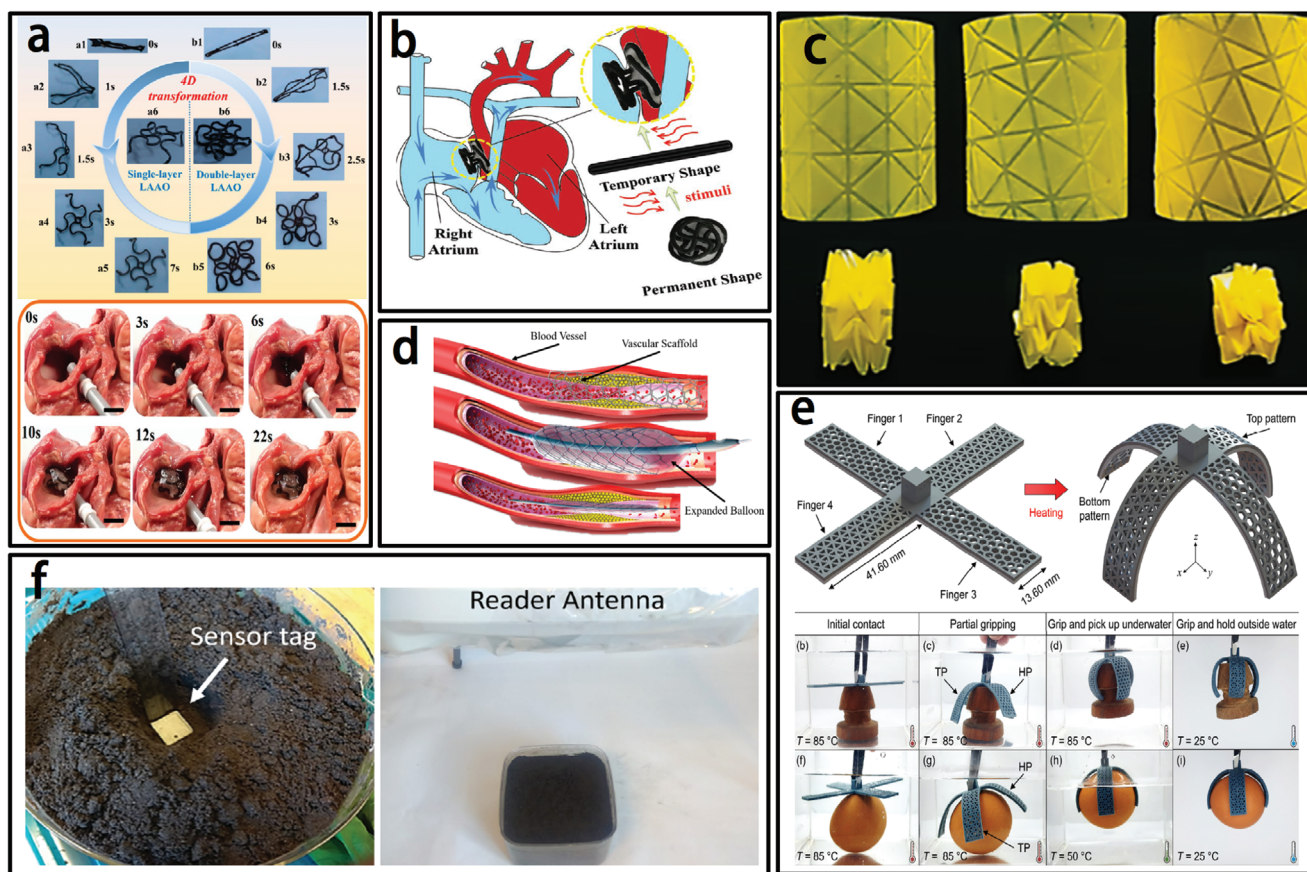 a
a1
0s
b1
0s
a2
1s
4D
transformation
b2
1.5s
a6
b6
a3
1.5s
Single-layer
LAAO
Double-layer
LAAO
b3
2.5s
a4
3s
b4
3s
a5
7s
b5
6s
0s
3s
6s
10s
12s
22s
b
Temporary Shape
stimuli
Right
Atrium
Left
Atrium
Permanent Shape
c
d
Blood Vessel
Vascular Scaffold
Expanded Balloon
e
Finger 1
Finger 2
Top pattern
Finger 4
Heating
Bottom
pattern
41.60 mm
Finger 3
13.60 mm
z
x
y
Initial contact
Partial gripping
Grip and pick up underwater
Grip and hold outside water
(b)
(c)
(d)
(e)
TP
HP
T = 85 °C
T = 85 °C
T = 85 °C
T = 25 °C
(f)
(g)
(h)
(i)
HP
TP
T = 85 °C
T = 85 °C
T = 50 °C
T = 25 °C
f
Sensor tag
Reader Antenna